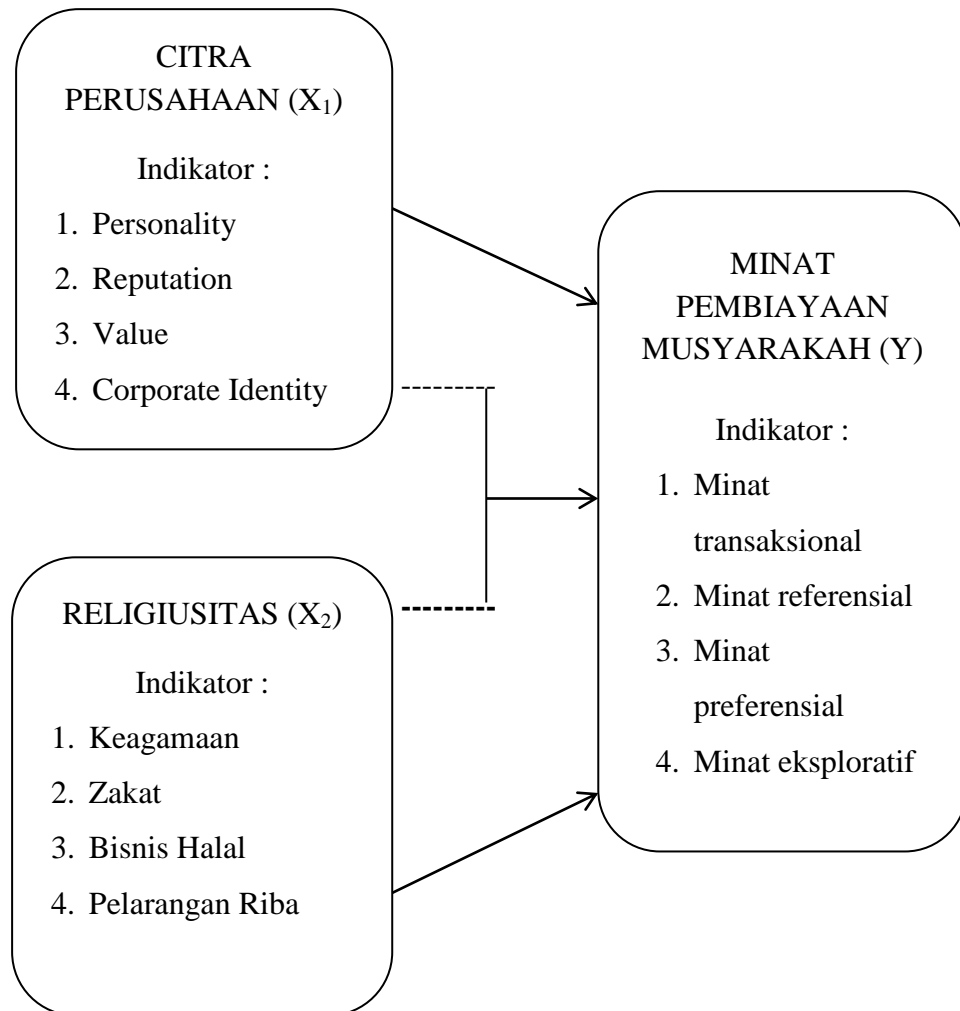 CITRA
PERUSAHAAN (X₁)
Indikator :
1. Personality
2. Reputation
3. Value
4. Corporate Identity
RELIGIUSITAS (X₂)
Indikator :
1. Keagamaan
2. Zakat
3. Bisnis Halal
4. Pelarangan Riba
MINAT
PEMBIAYAAN
MUSYARAKAH (Y)
Indikator :
1. Minat
transaksional
2. Minat referensial
3. Minat
preferensial
4. Minat eksploratif